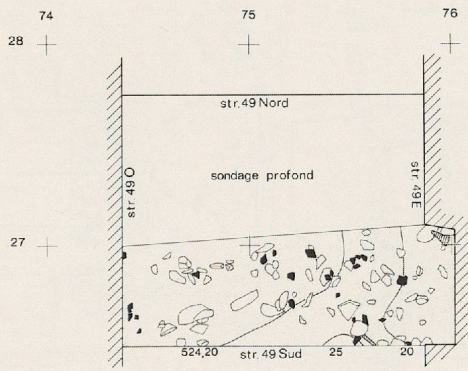 74 75 76
28
str. 49 Nord
str. 49 O
sondage profond
str. 49 E
27
524,20 str. 49 Sud 25 20